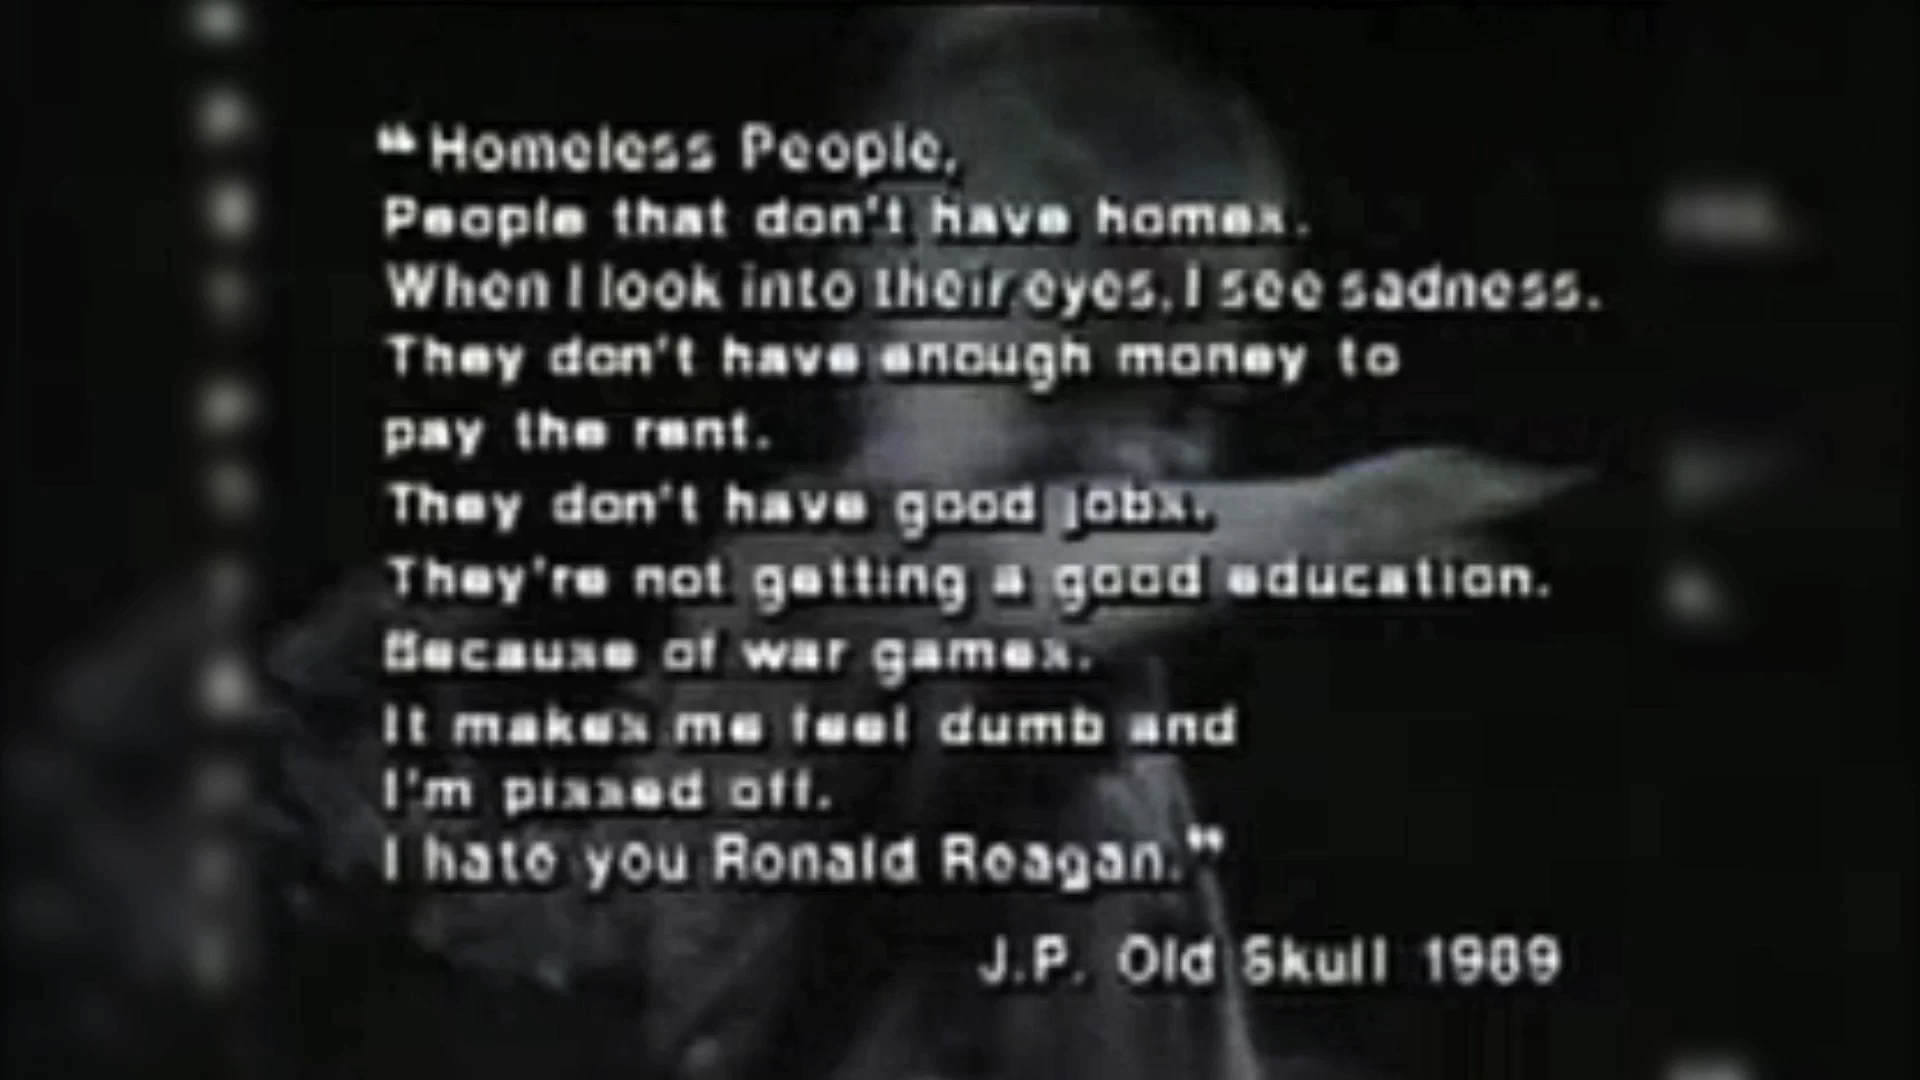 “Homeless People,
People that don't have homes.
When I look into their eyes, I see sadness.
They don't have enough money to
pay the rent.
They don't have good jobs.
They're not getting a good education.
Because of war games.
It makes me feel dumb and
I'm pissed off.
I hate you Ronald Reagan.”
J.P. Old Skull 1989